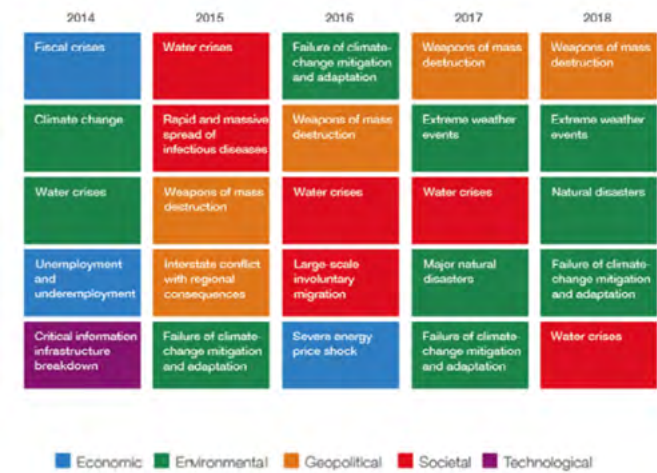 2014 2015 2016 2017 2018
Fiscal crises
Water crises
Failure of climate-
change mitigation
and adaptation
Weapons of mass
destruction
Weapons of mass
destruction
Climate change
Rapid and massive
spread of
infectious diseases
Weapons of mass
destruction
Extreme weather
events
Extreme weather
events
Water crises
Weapons of mass
destruction
Water crises
Water crises
Natural disasters
Unemployment
and
underemployment
Interstate conflict
with regional
consequences
Large-scale
involuntary
migration
Major natural
disasters
Failure of climate-
change mitigation
and adaptation
Critical information
infrastructure
breakdown
Failure of climate-
change mitigation
and adaptation
Severe energy
price shock
Failure of climate-
change mitigation
and adaptation
Water crises
Economic Environmental Geopolitical Societal Technological